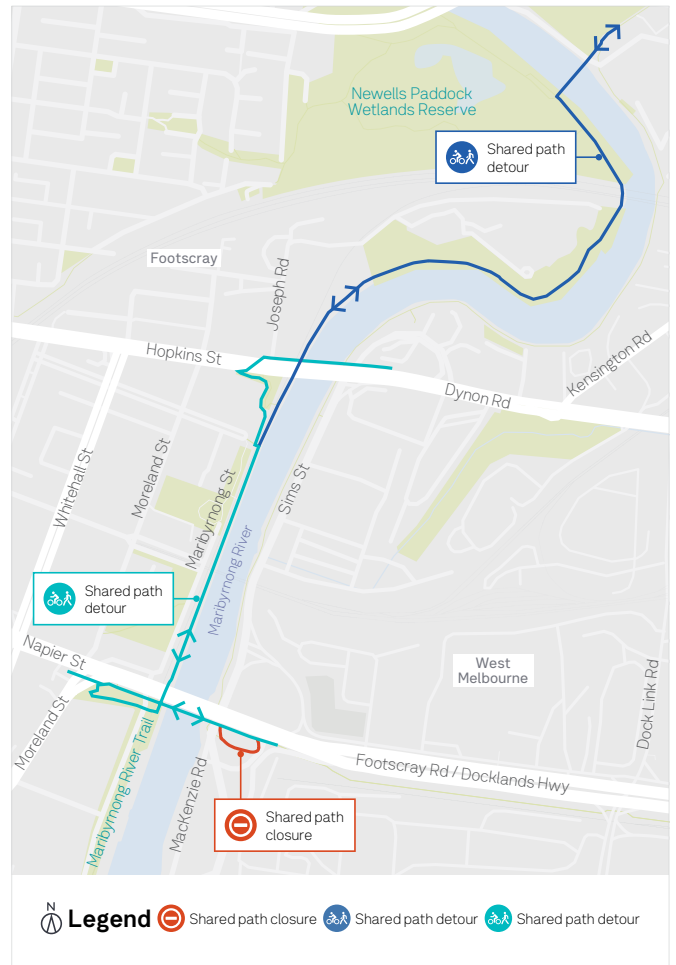 Newells Paddock
Wetlands Reserve
Shared path
detour
Footscray
Joseph Rd
Hopkins St
Kensington Rd
Dynon Rd
Whitehall St
Moreland St
Maribyrnong St
Sims St
Maribyrnong River
Shared path
detour
Napier St
West
Melbourne
Dock Link Rd
Moreland St
Maribyrnong River Trail
MacKenzie Rd
Footscray Rd / Docklands Hwy
Shared path
closure
N
Legend
Shared path closure
Shared path detour
Shared path detour